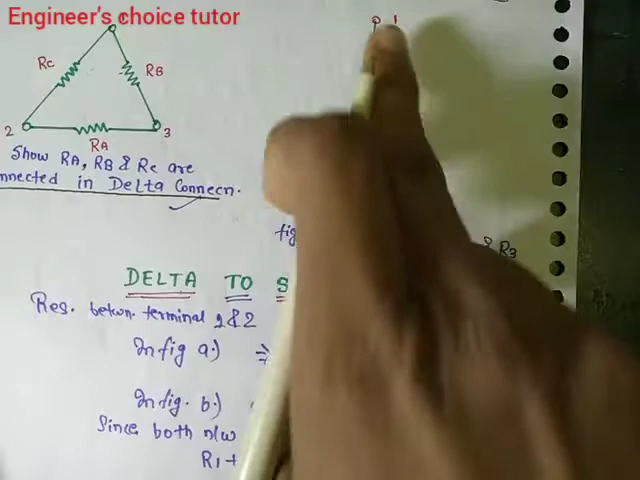 Engineer's choice tutor
1
RC
RB
2
3
RA
Show RA, RB & Rc are
nnected in Delta Connecn.
fig
& R3
DELTA TO S
Res. betwn. terminal 1 & 2
In fig a.) ⇒
In fig. b.)
Since both n/w
R1 +